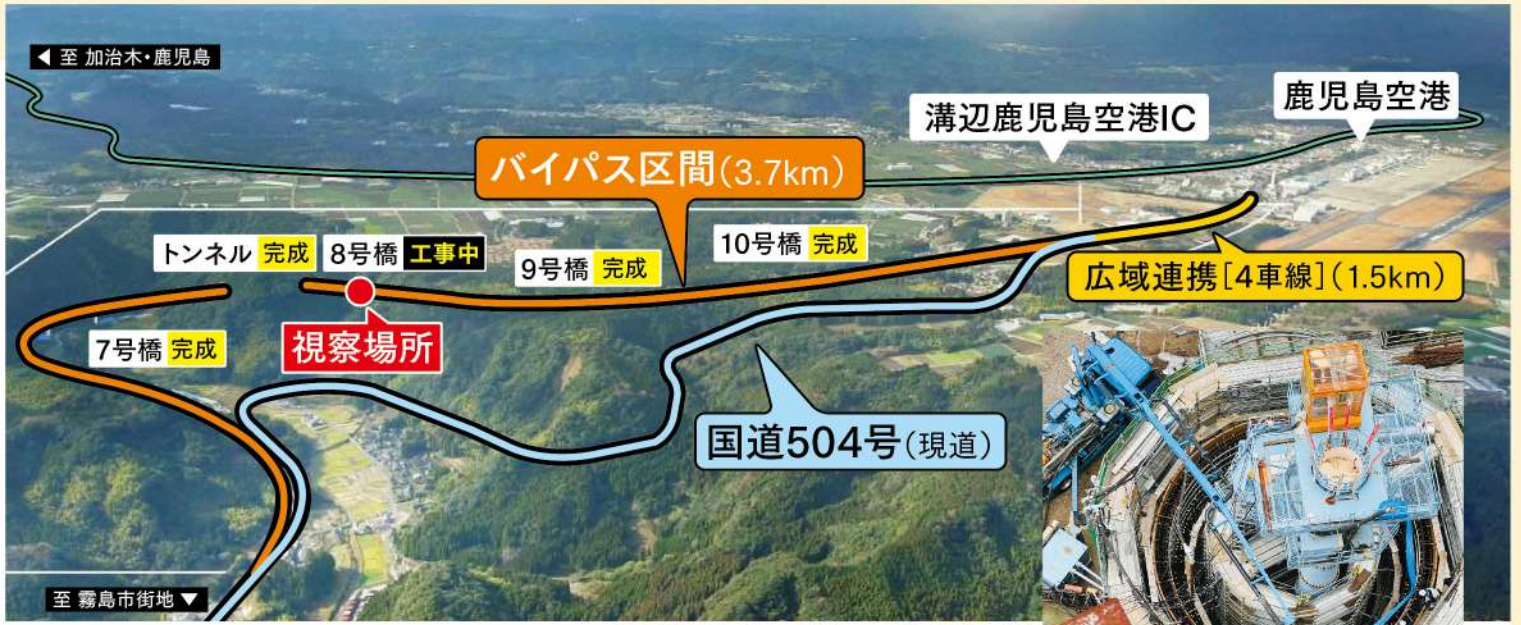 ◀ 至 加治木・鹿児島
鹿児島空港
溝辺鹿児島空港IC
バイパス区間(3.7km)
トンネル 完成
8号橋 工事中
9号橋 完成
10号橋 完成
広域連携[4車線](1.5km)
7号橋 完成
視察場所
国道504号(現道)
至 霧島市街地 ▼